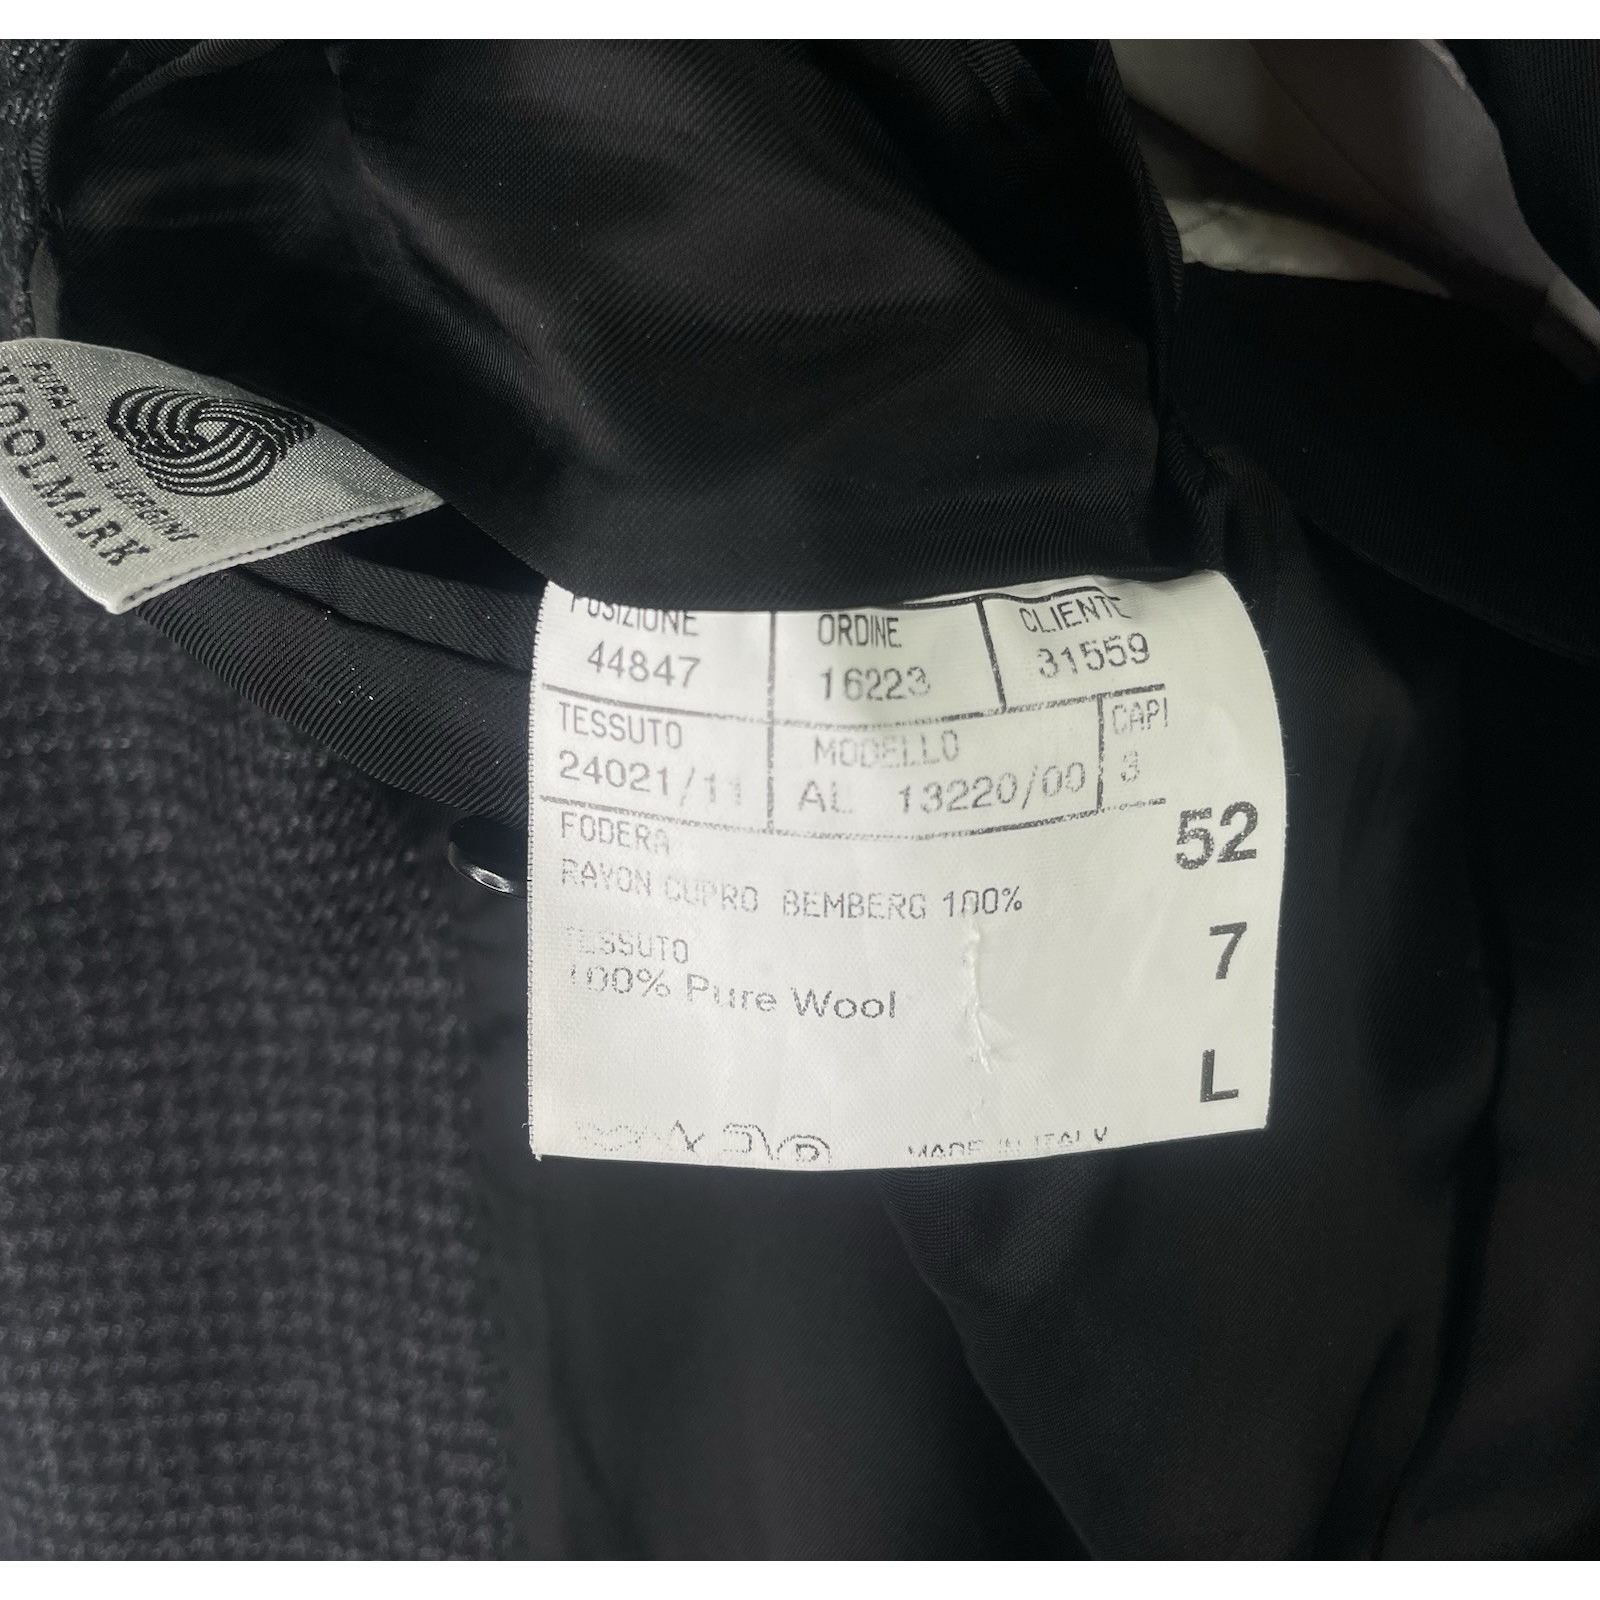 PURA LANA VERGINE
WOOLMARK
POSIZIONE ORDINE CLIENTE
44847 16223 31559
TESSUTO MODELLO CAPI
24021/11 AL 13220/00 3
FODERA
RAYON CUPRO BEMBERG 100%
TESSUTO
100% Pure Wool
52
7
L
P
MADE IN ITALY